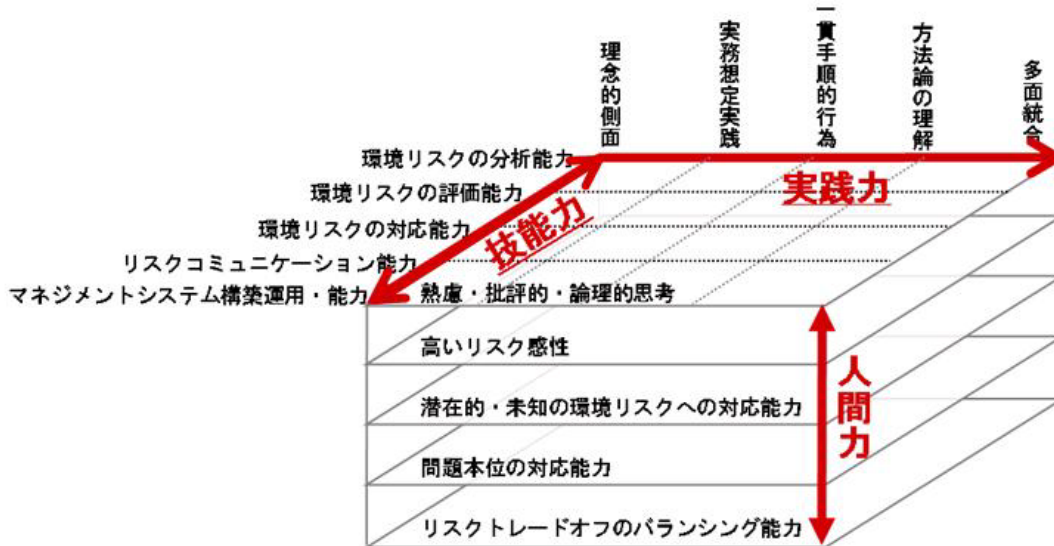 理念的側面
実務想定実践
一貫手順的行為
方法論の理解
多面統合
環境リスクの分析能力
環境リスクの評価能力
環境リスクの対応能力
リスクコミュニケーション能力
マネジメントシステム構築運用・能力
実践力
技能力
熟慮・批評的・論理的思考
高いリスク感性
潜在的・未知の環境リスクへの対応能力
問題本位の対応能力
リスクトレードオフのバランシング能力
人間力